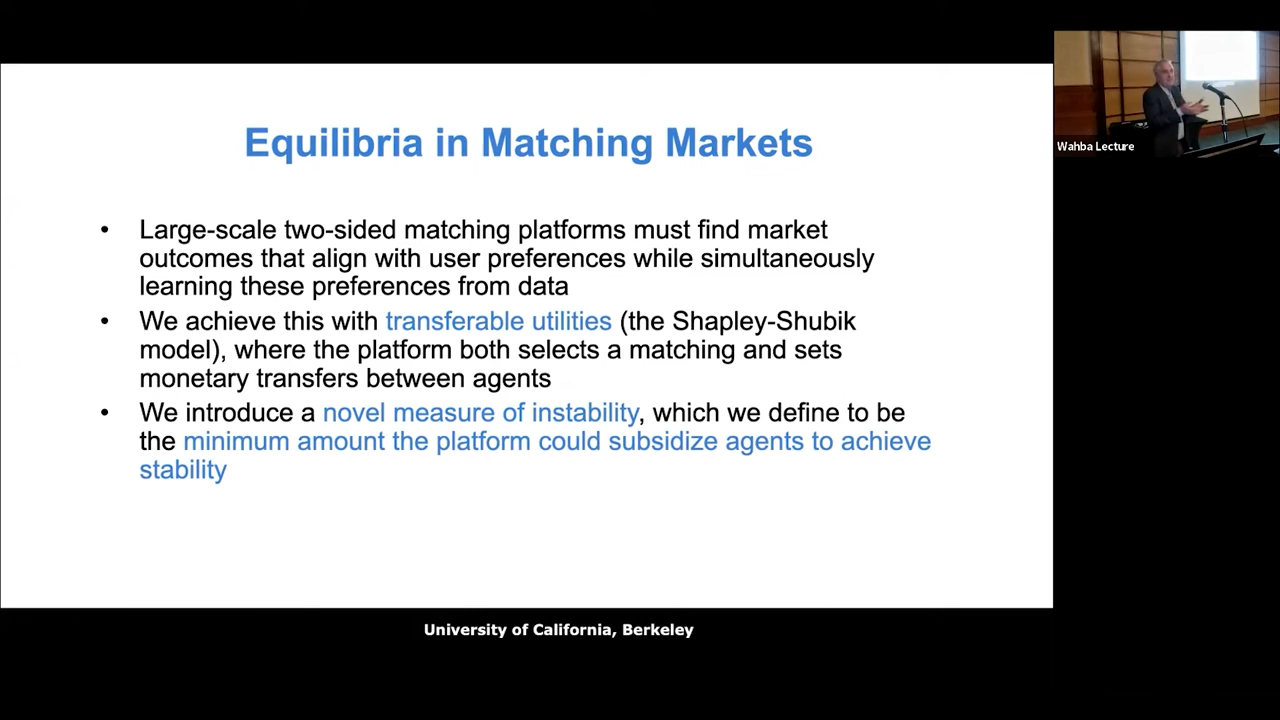 Equilibria in Matching Markets
• Large-scale two-sided matching platforms must find market
outcomes that align with user preferences while simultaneously
learning these preferences from data
• We achieve this with transferable utilities (the Shapley-Shubik
model), where the platform both selects a matching and sets
monetary transfers between agents
• We introduce a novel measure of instability, which we define to be
the minimum amount the platform could subsidize agents to achieve
stability
Wahba Lecture
University of California, Berkeley